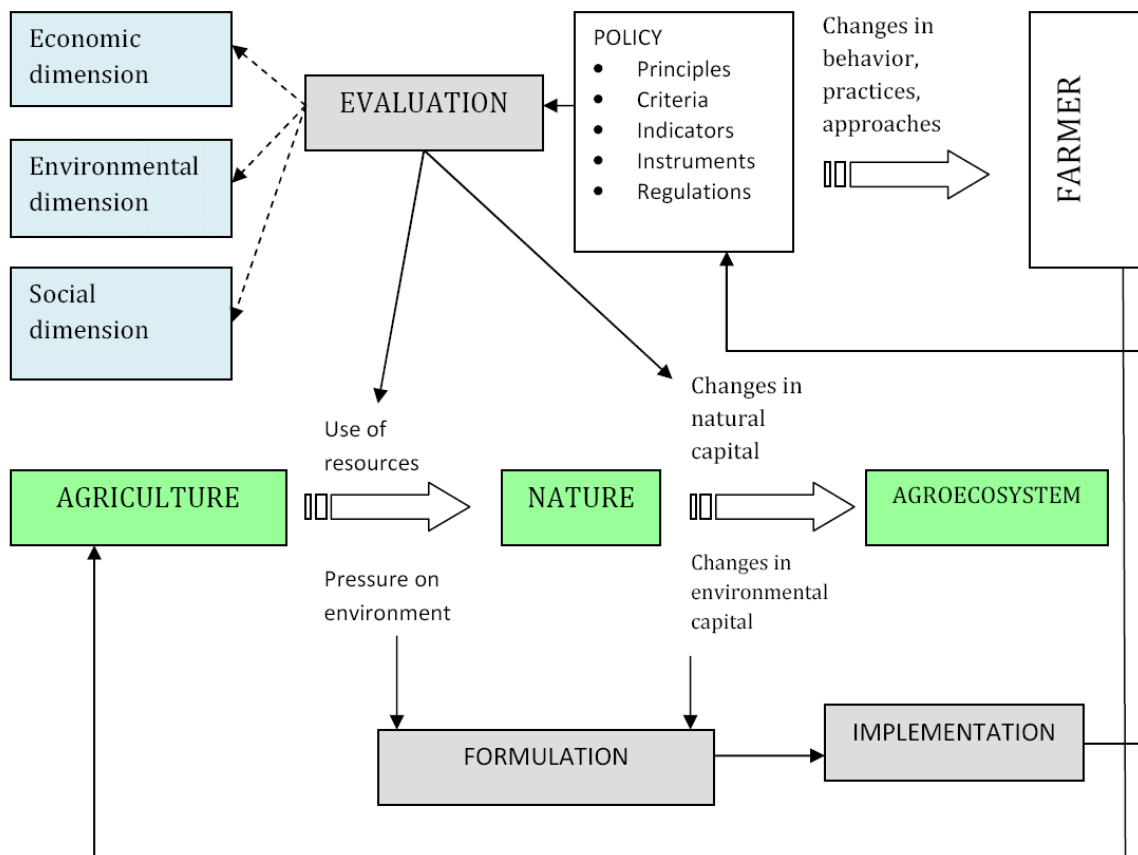 Economic
dimension
Environmental
dimension
Social
dimension
EVALUATION
POLICY
• Principles
• Criteria
• Indicators
• Instruments
• Regulations
Changes in
behavior,
practices,
approaches
FARMER
Use of
resources
Changes in
natural
capital
AGRICULTURE
NATURE
AGROECOSYSTEM
Pressure on
environment
Changes in
environmental
capital
FORMULATION
IMPLEMENTATION